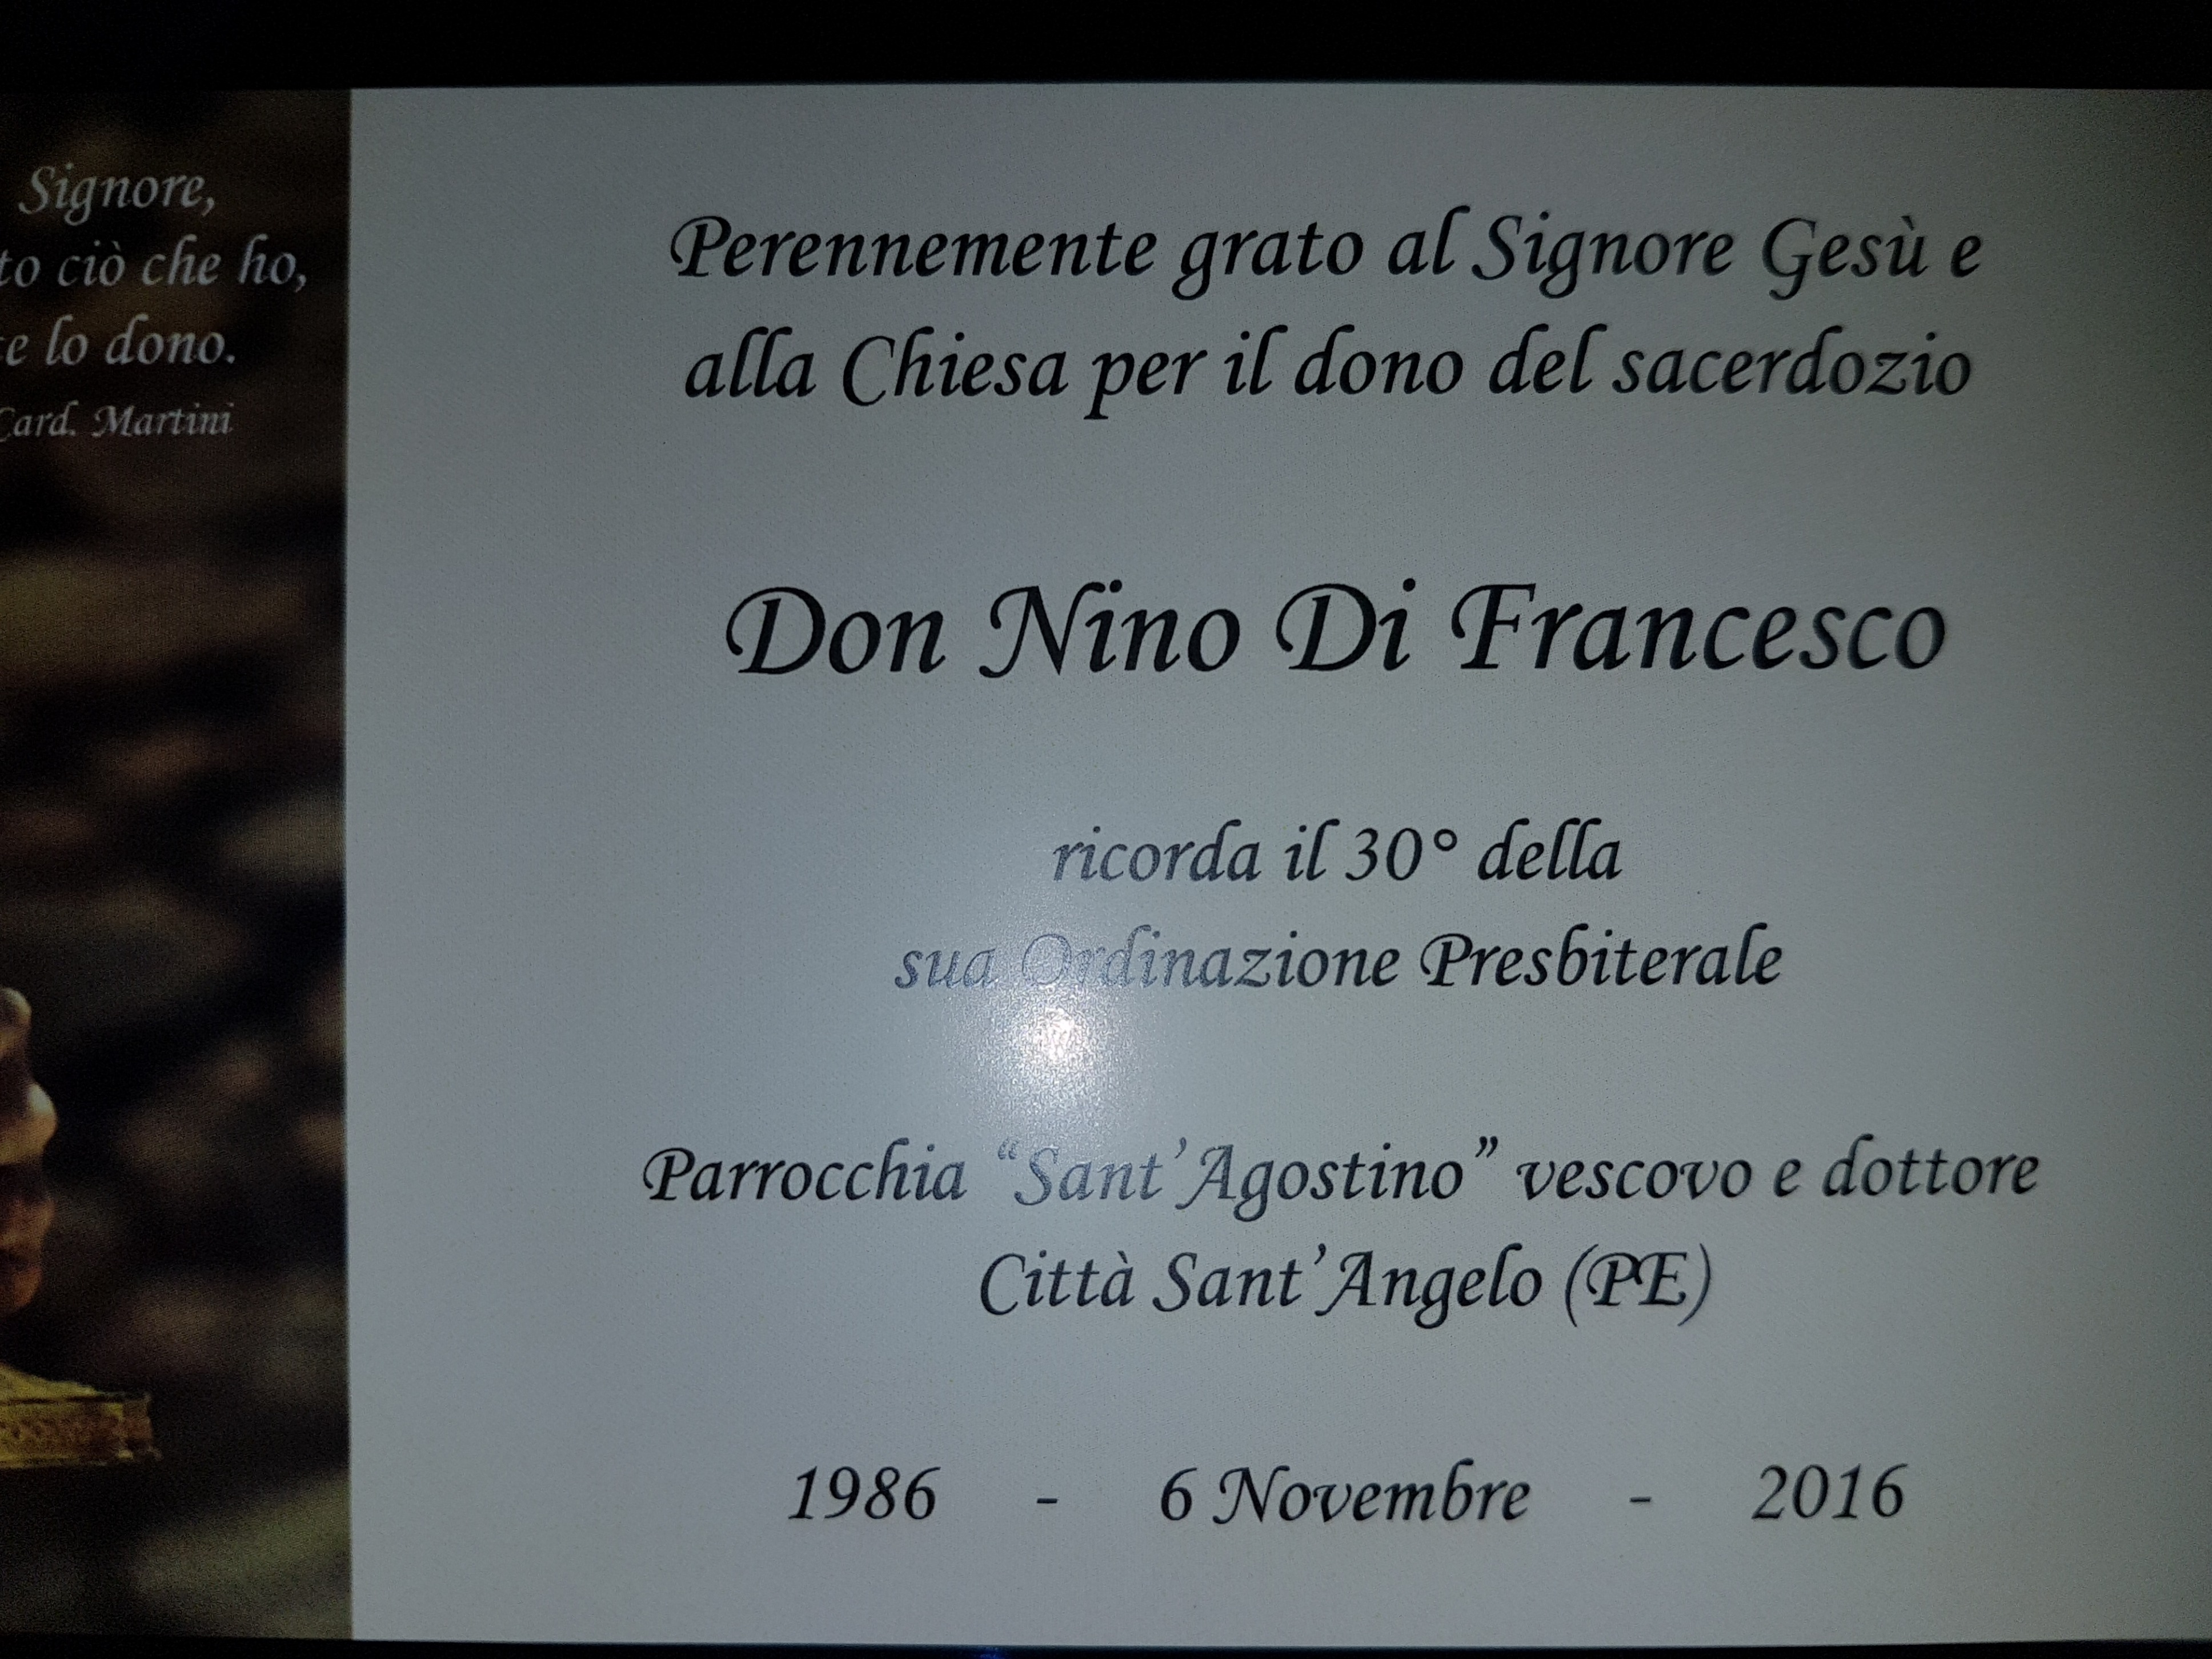 Signore,
to ciò che ho,
te lo dono.
Card. Martini
Perennemente grato al Signore Gesù e
alla Chiesa per il dono del sacerdozio
Don Nino Di Francesco
ricorda il 30° della
sua Ordinazione Presbiterale
Parrocchia “Sant’Agostino” vescovo e dottore
Città Sant’Angelo (PE)
1986 - 6 Novembre - 2016